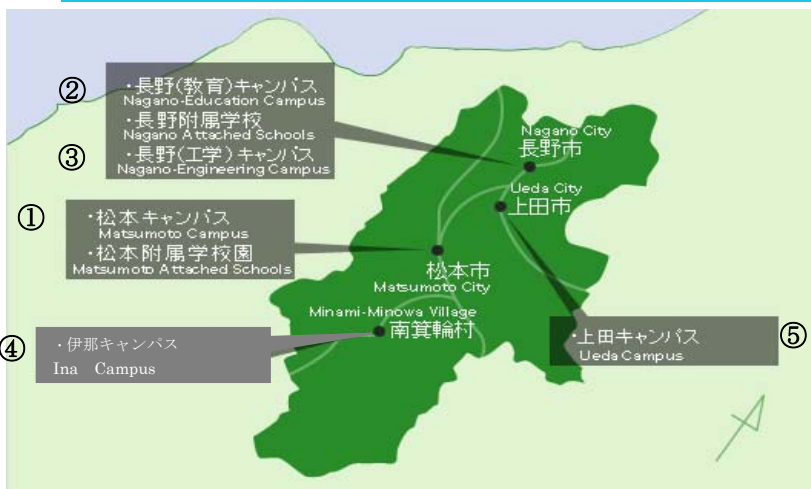 ②
・長野(教育)キャンパス
Nagano-Education Campus
・長野附属学校
Nagano Attached Schools
③
・長野(工学)キャンパス
Nagano-Engineering Campus
Nagano City
長野市
Ueda City
上田市
①
・松本キャンパス
Matsumoto Campus
・松本附属学校園
Matsumoto Attached Schools
松本市
Matsumoto City
Minami-Minowa Village
南箕輪村
④
・伊那キャンパス
Ina Campus
・上田キャンパス
Ueda Campus
⑤